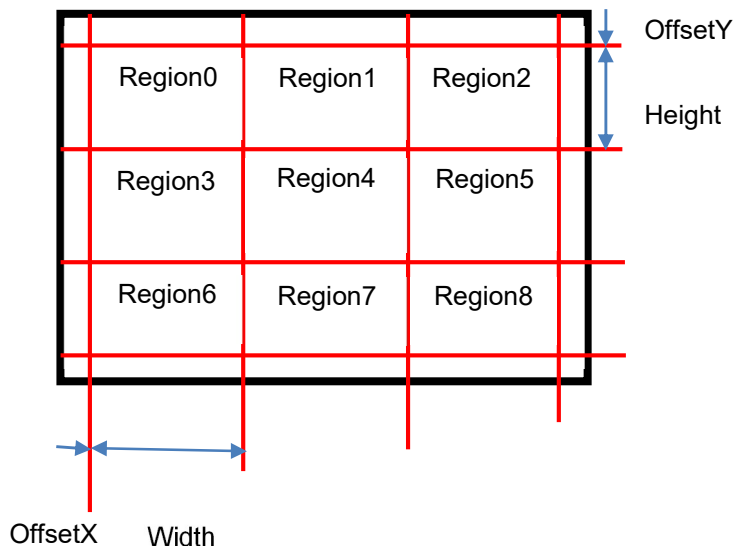 OffsetY
Region0 Region1 Region2
Height
Region3 Region4 Region5
Region6 Region7 Region8
OffsetX Width